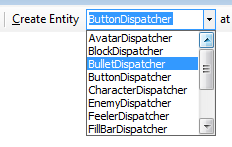 Create Entity ButtonDispatcher at
AvatarDispatcher
BlockDispatcher
BulletDispatcher
ButtonDispatcher
CharacterDispatcher
EnemyDispatcher
FeelerDispatcher
FillBarDispatcher